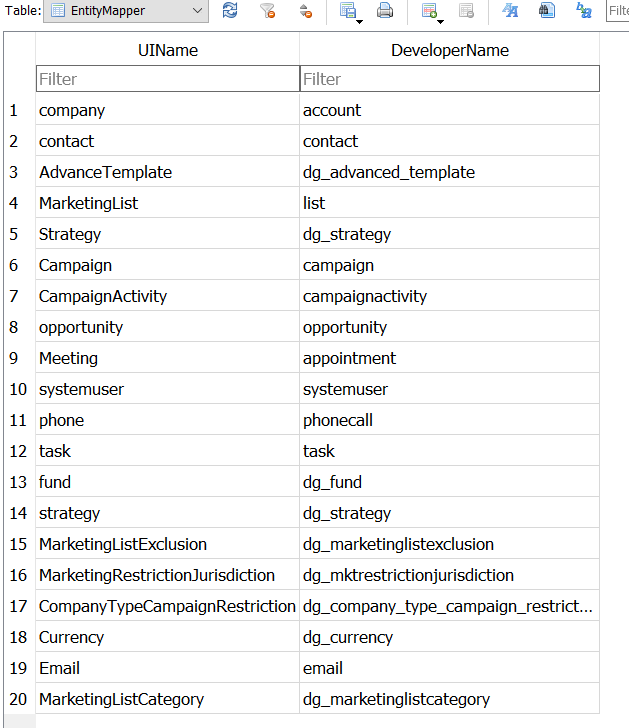 Table: EntityMapper
UIName DeveloperName
Filter Filter
1 company account
2 contact contact
3 AdvanceTemplate dg_advanced_template
4 MarketingList list
5 Strategy dg_strategy
6 Campaign campaign
7 CampaignActivity campaignactivity
8 opportunity opportunity
9 Meeting appointment
10 systemuser systemuser
11 phone phonecall
12 task task
13 fund dg_fund
14 strategy dg_strategy
15 MarketingListExclusion dg_marketinglistexclusion
16 MarketingRestrictionJurisdiction dg_mktrestrictionjurisdiction
17 CompanyTypeCampaignRestriction dg_company_type_campaign_restrict...
18 Currency dg_currency
19 Email email
20 MarketingListCategory dg_marketinglistcategory